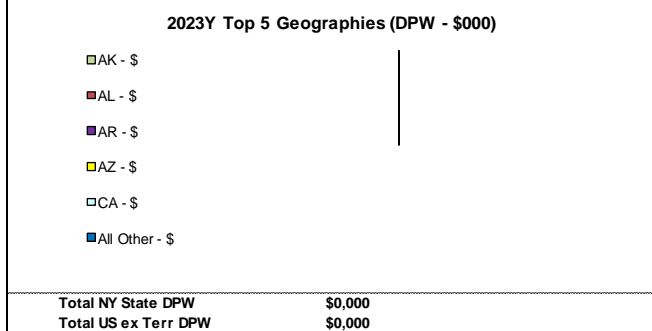 2023Y Top 5 Geographies (DPW - $000)
AK - $
AL - $
AR - $
AZ - $
CA - $
All Other - $
Total NY State DPW $0,000
Total US ex Terr DPW $0,000